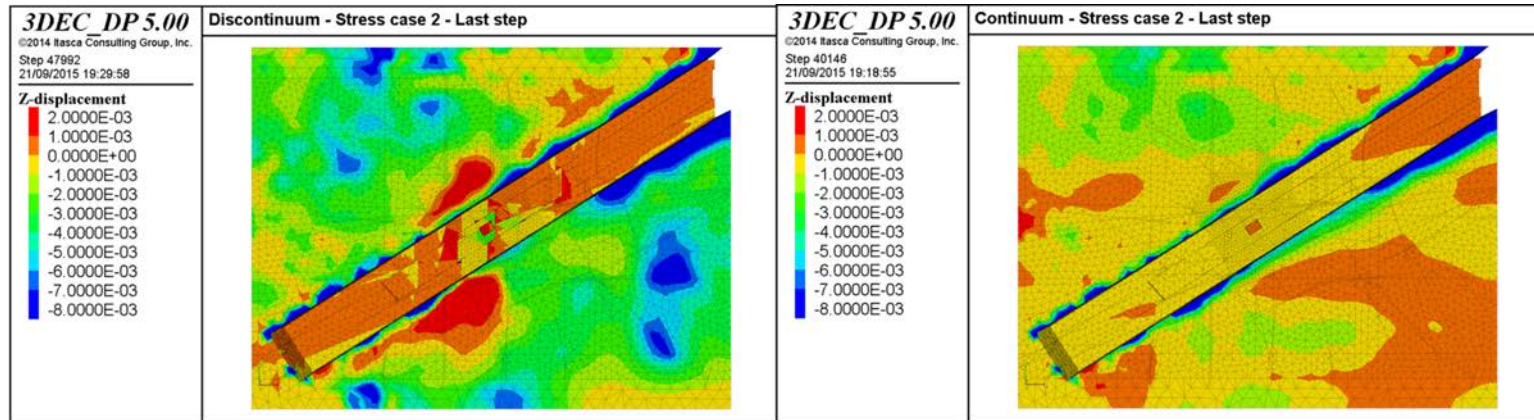 3DEC_DP 5.00
©2014 Itasca Consulting Group, Inc.
Step 47992
21/09/2015 19:29:58
Z-displacement
2.0000E-03
1.0000E-03
0.0000E+00
-1.0000E-03
-2.0000E-03
-3.0000E-03
-4.0000E-03
-5.0000E-03
-6.0000E-03
-7.0000E-03
-8.0000E-03
Discontinuum - Stress case 2 - Last step
3DEC_DP 5.00
©2014 Itasca Consulting Group, Inc.
Step 40146
21/09/2015 19:18:55
Z-displacement
2.0000E-03
1.0000E-03
0.0000E+00
-1.0000E-03
-2.0000E-03
-3.0000E-03
-4.0000E-03
-5.0000E-03
-6.0000E-03
-7.0000E-03
-8.0000E-03
Continuum - Stress case 2 - Last step